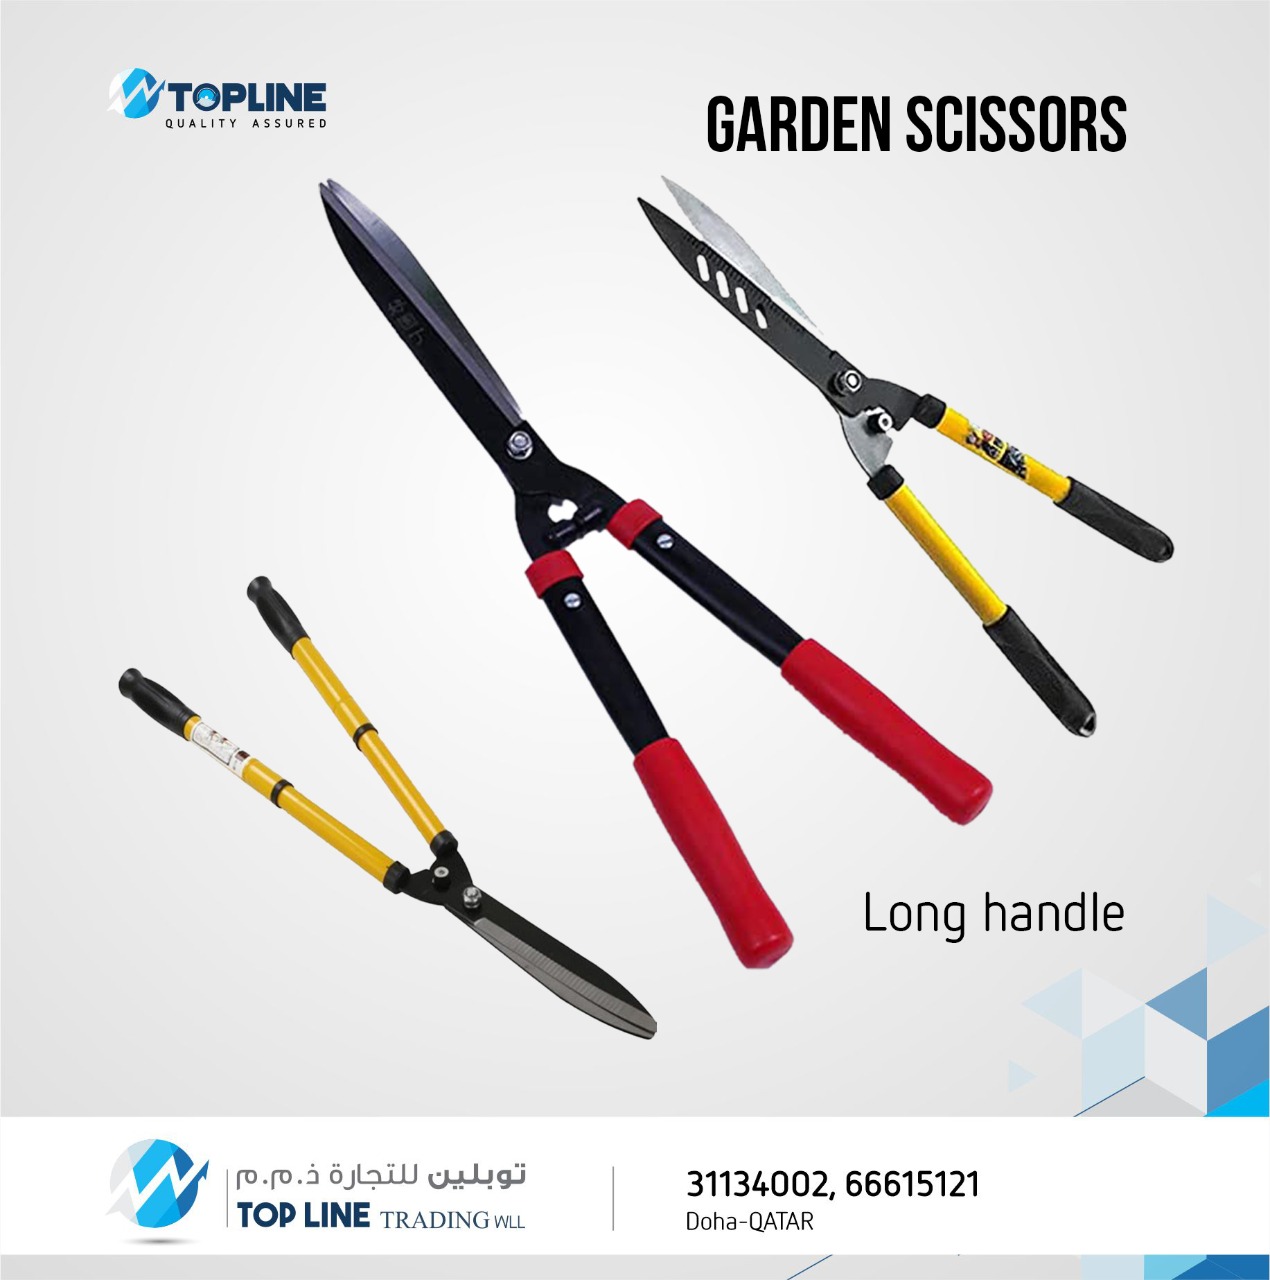 TOPLINE
QUALITY ASSURED
GARDEN SCISSORS
Long handle
توبلين للتجارة ذ.م.م
TOP LINE TRADING WLL
31134002, 66615121
Doha-QATAR